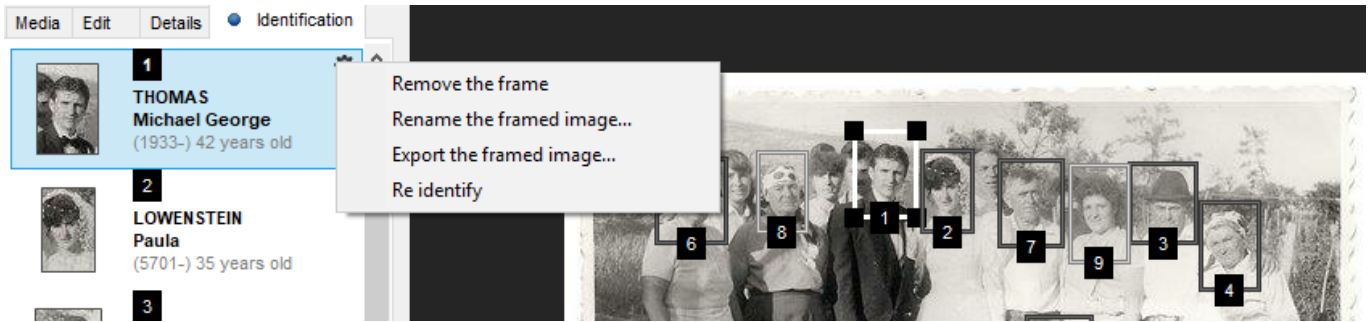 Media Edit Details Identification
1
THOMAS
Michael George
(1933-) 42 years old
2
LOWENSTEIN
Paula
(5701-) 35 years old
3
Remove the frame
Rename the framed image...
Export the framed image...
Re identify
6
8
1
2
7
9
3
4